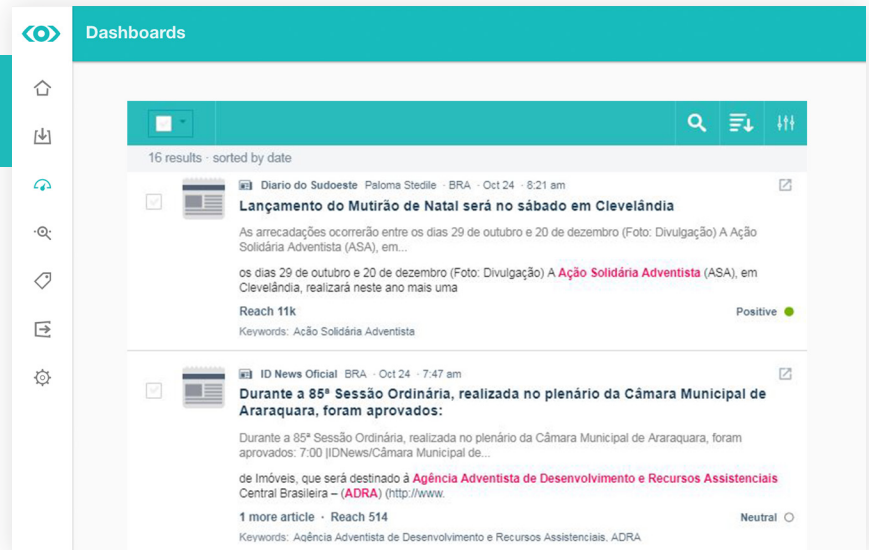 Dashboards
16 results · sorted by date
Diario do Sudoeste Paloma Stedile · BRA · Oct 24 · 8:21 am
Lançamento do Mutirão de Natal será no sábado em Clevelândia
As arrecadações ocorrerão entre os dias 29 de outubro e 20 de dezembro (Foto: Divulgação) A Ação
Solidária Adventista (ASA), em...
os dias 29 de outubro e 20 de dezembro (Foto: Divulgação) A Ação Solidária Adventista (ASA), em
Clevelândia, realizará neste ano mais uma
Reach 11k
Positive
Keywords: Ação Solidária Adventista
ID News Oficial BRA · Oct 24 · 7:47 am
Durante a 85ª Sessão Ordinária, realizada no plenário da Câmara Municipal de
Araraquara, foram aprovados:
Durante a 85ª Sessão Ordinária, realizada no plenário da Câmara Municipal de Araraquara, foram
aprovados: 7:00 |IDNews/Câmara Municipal de...
de Imóveis, que será destinado à Agência Adventista de Desenvolvimento e Recursos Assistenciais
Central Brasileira – (ADRA) (http://www.
1 more article · Reach 514
Neutral
Keywords: Agência Adventista de Desenvolvimento e Recursos Assistenciais, ADRA